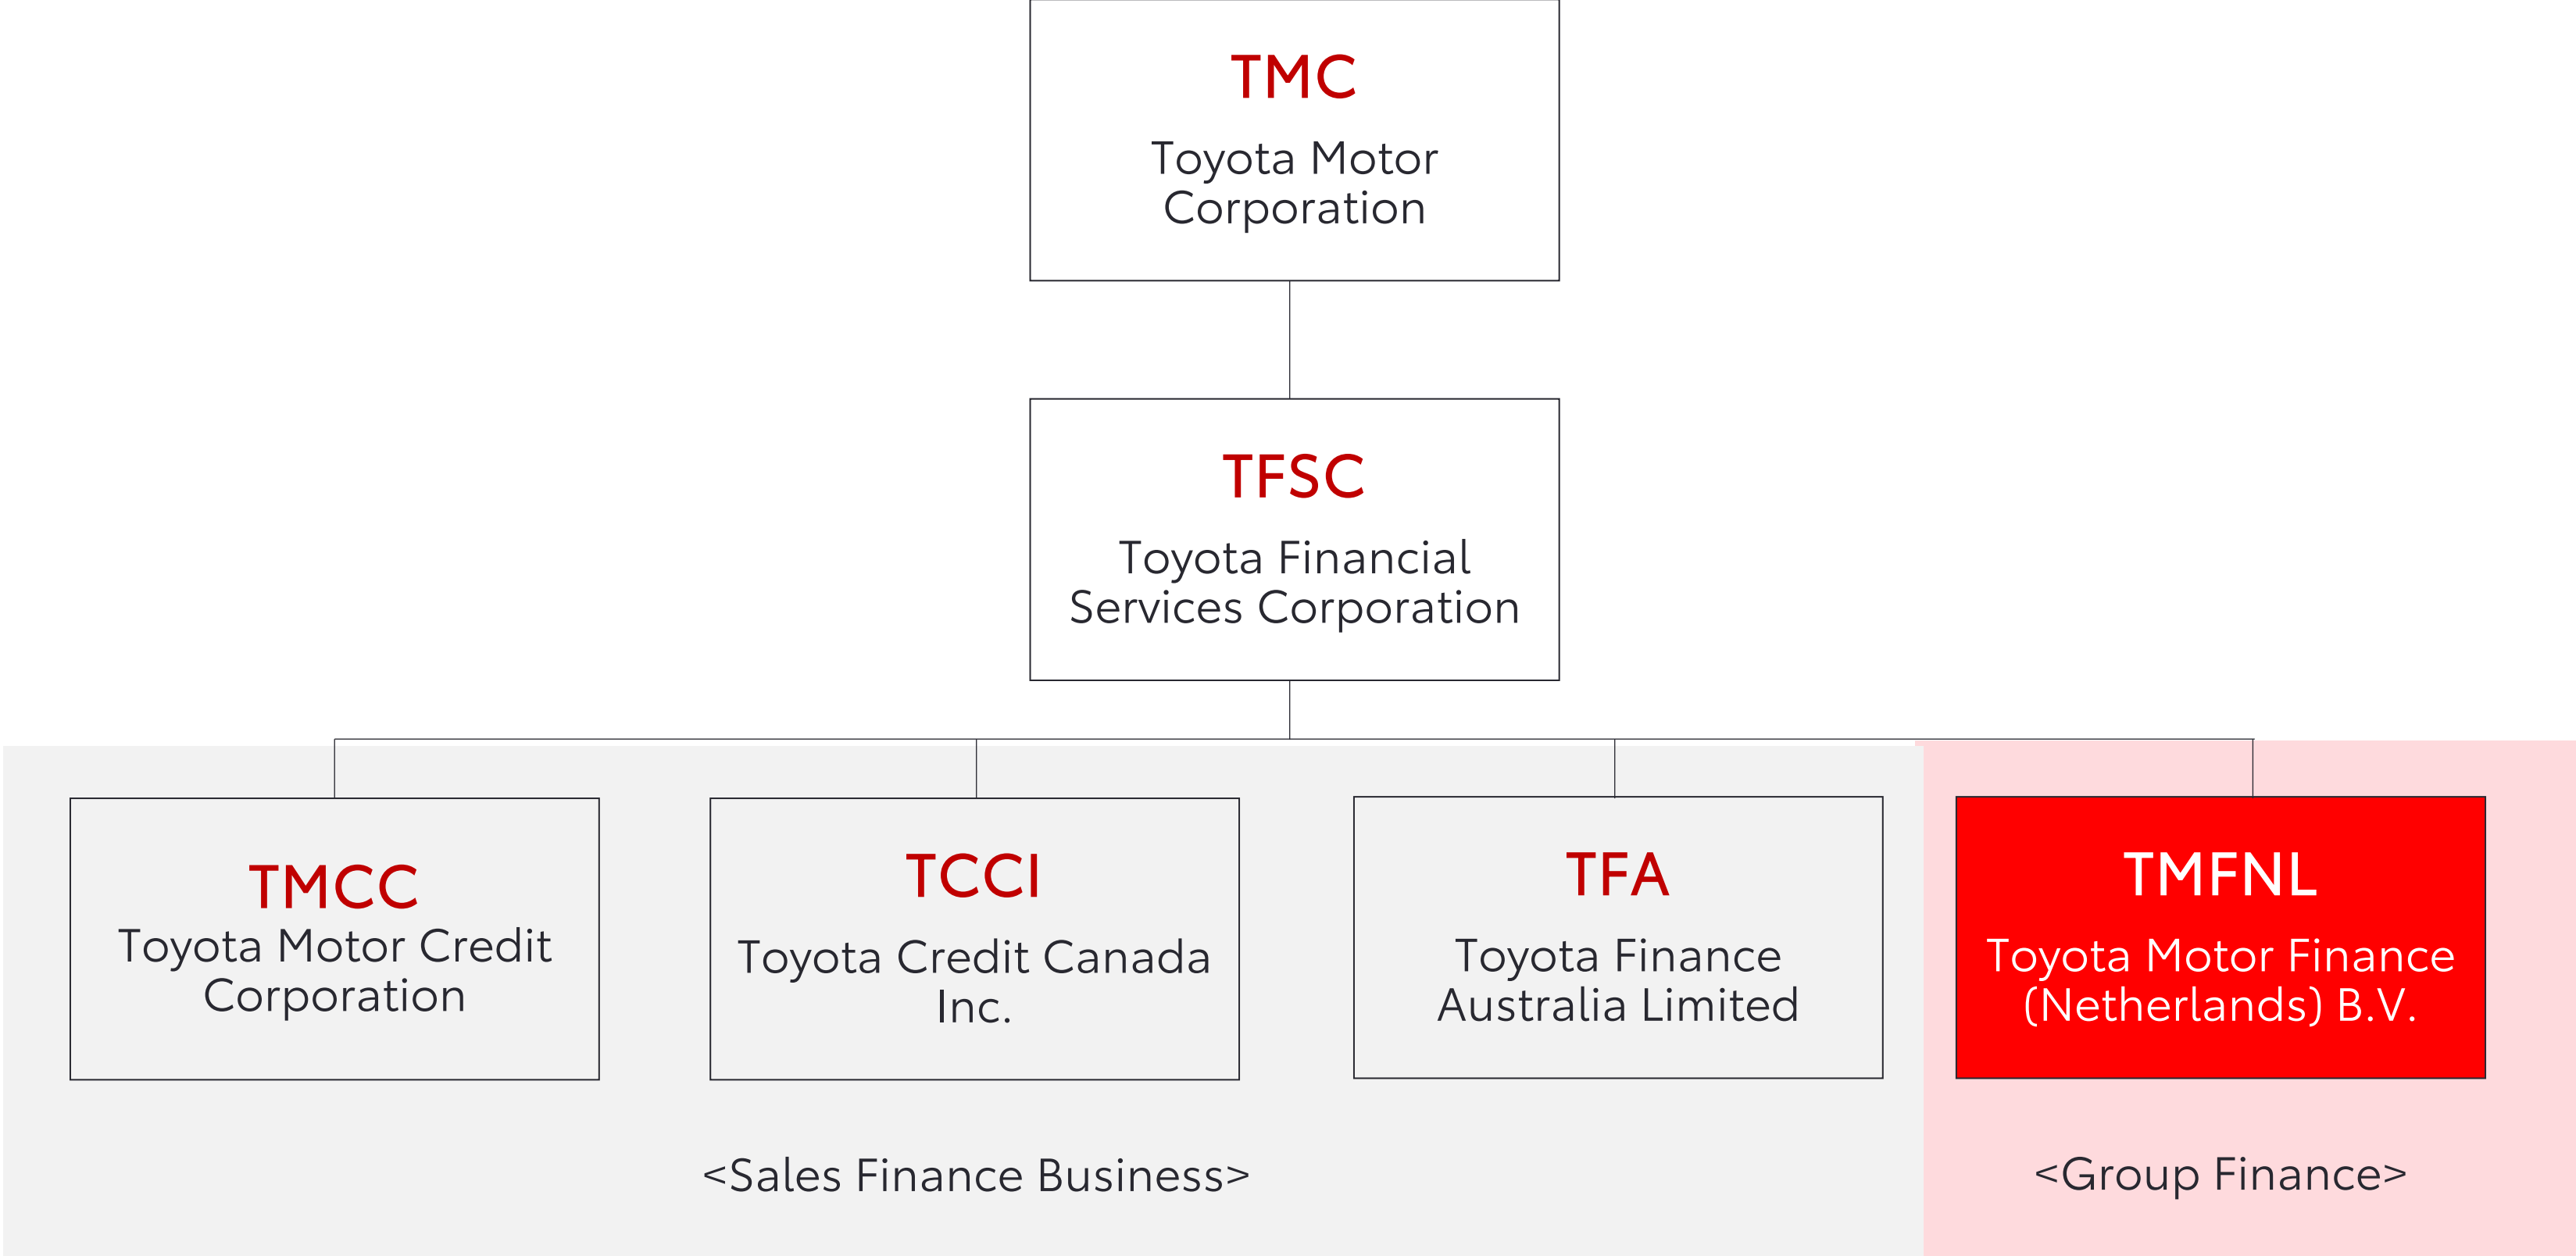 TMC
Toyota Motor
Corporation
TFSC
Toyota Financial
Services Corporation
TMCC
Toyota Motor Credit
Corporation
TCCI
Toyota Credit Canada
Inc.
TFA
Toyota Finance
Australia Limited
TMFNL
Toyota Motor Finance
(Netherlands) B.V.
<Sales Finance Business>
<Group Finance>